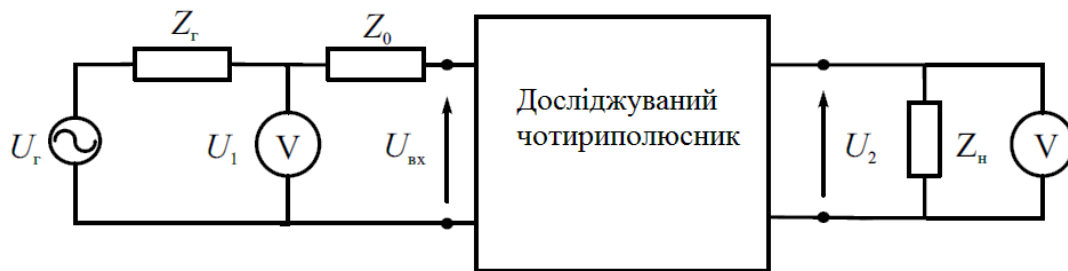 Zг
Z0
Uг
U1
V
Uвх
Досліджуваний
чотириполюсник
U2
Zн
V